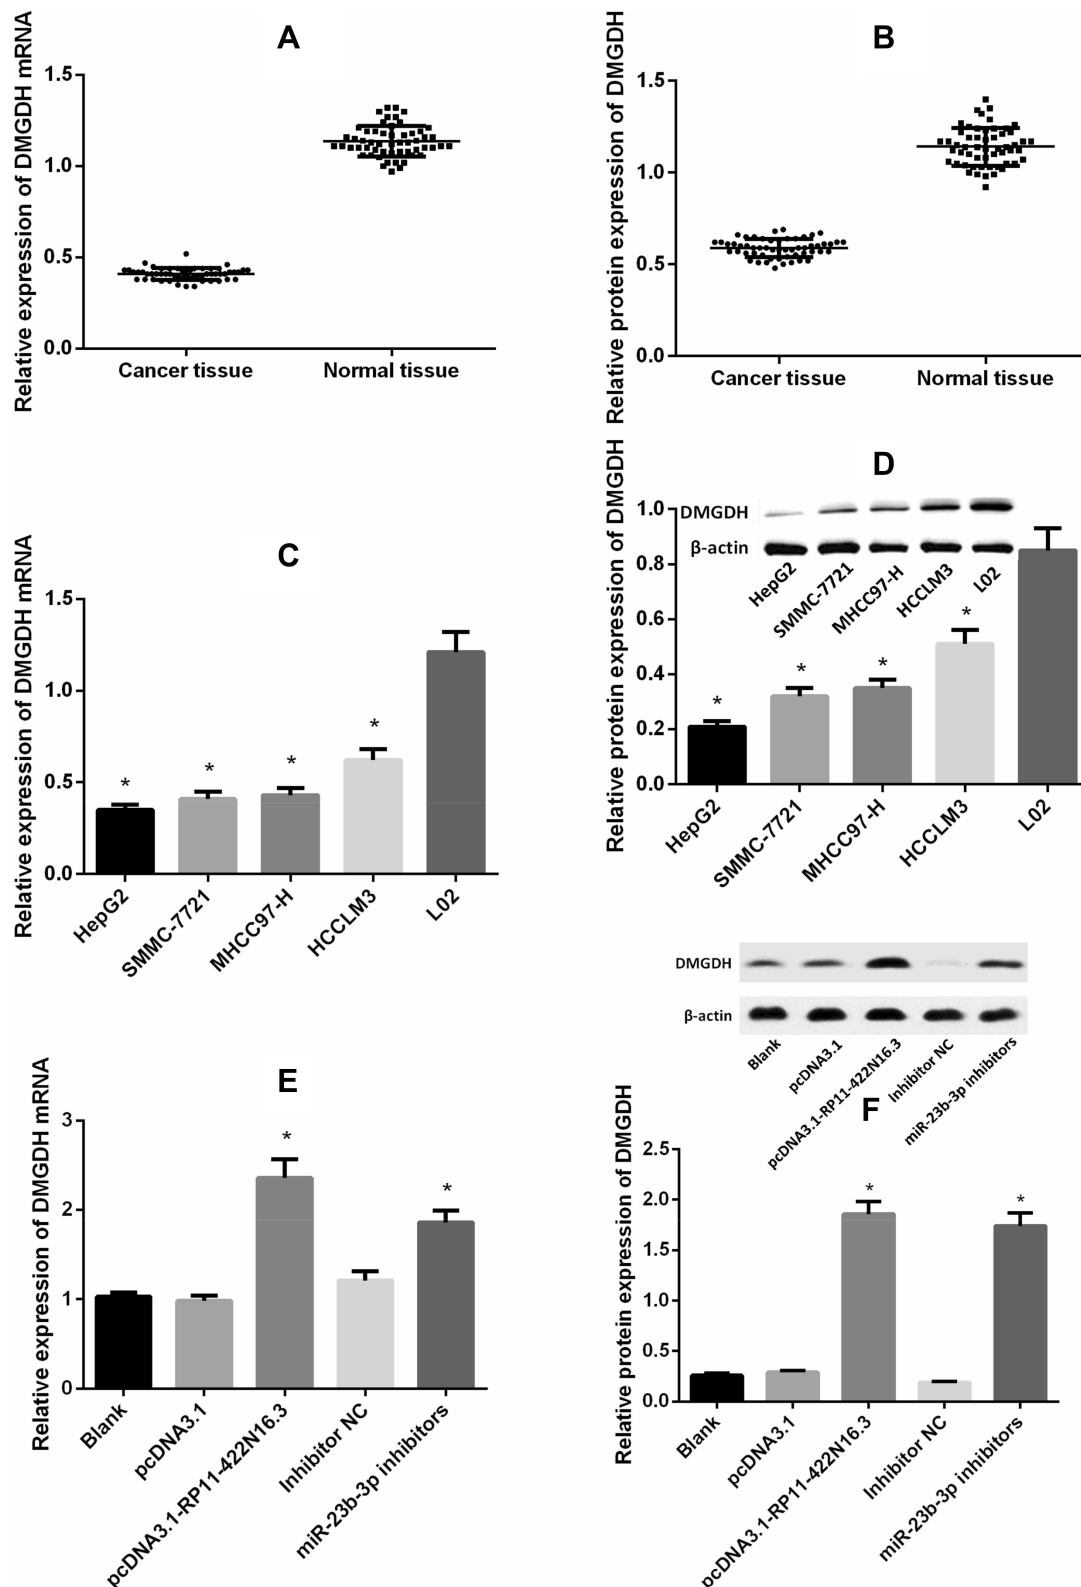 A
Relative expression of DMGDH mRNA
1.5
1.0
0.5
0.0
Cancer tissue
Normal tissue
B
Relative protein expression of DMGDH
1.5
1.0
0.5
0.0
Cancer tissue
Normal tissue
C
Relative expression of DMGDH mRNA
1.5
1.0
0.5
0.0
*
*
*
*
HepG2
SMMC-7721
MHCC97-H
HCCLM3
L02
D
Relative protein expression of DMGDH
1.0
0.8
0.6
0.4
0.2
0.0
DMGDH
β-actin
HepG2
SMMC-7721
MHCC97-H
HCCLM3
L02
*
*
*
*
HepG2
SMMC-7721
MHCC97-H
HCCLM3
L02
E
Relative expression of DMGDH mRNA
3
2
1
0
*
*
Blank
pcDNA3.1
pcDNA3.1-RP11-422N16.3
Inhibitor NC
miR-23b-3p inhibitors
DMGDH
β-actin
Blank
pcDNA3.1
pcDNA3.1-RP11-422N16.3
Inhibitor NC
miR-23b-3p inhibitors
F
Relative protein expression of DMGDH
2.5
2.0
1.5
1.0
0.5
0.0
*
*
Blank
pcDNA3.1
pcDNA3.1-RP11-422N16.3
Inhibitor NC
miR-23b-3p inhibitors